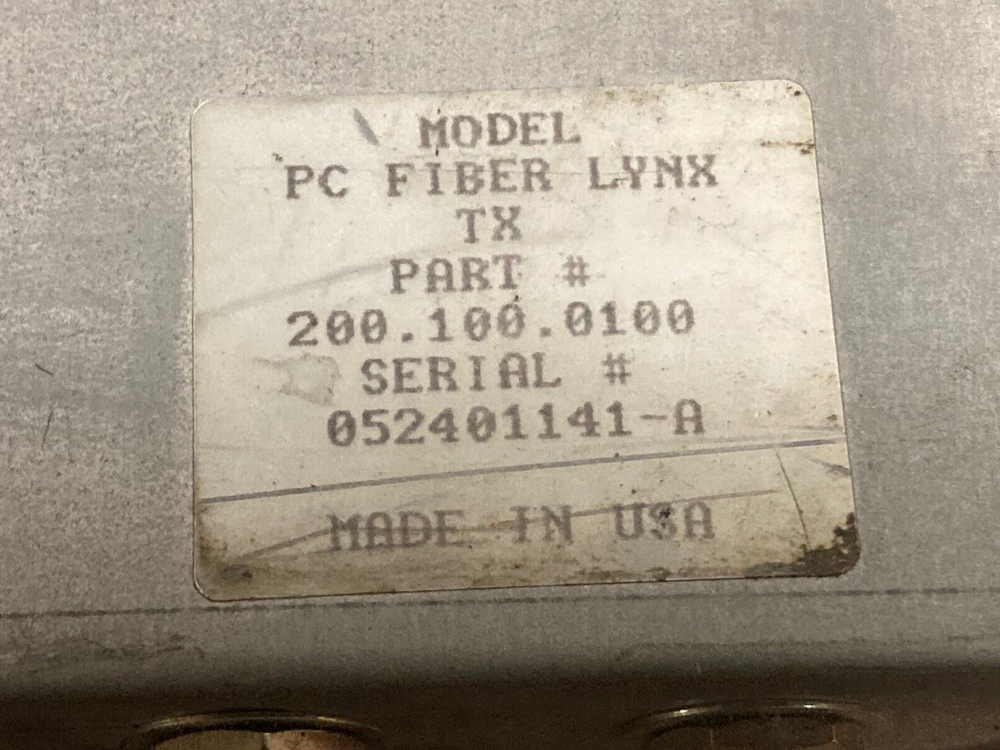 MODEL
PC FIBER LYNX
TX
PART #
200.100.0100
SERIAL #
052401141-A
MADE IN USA